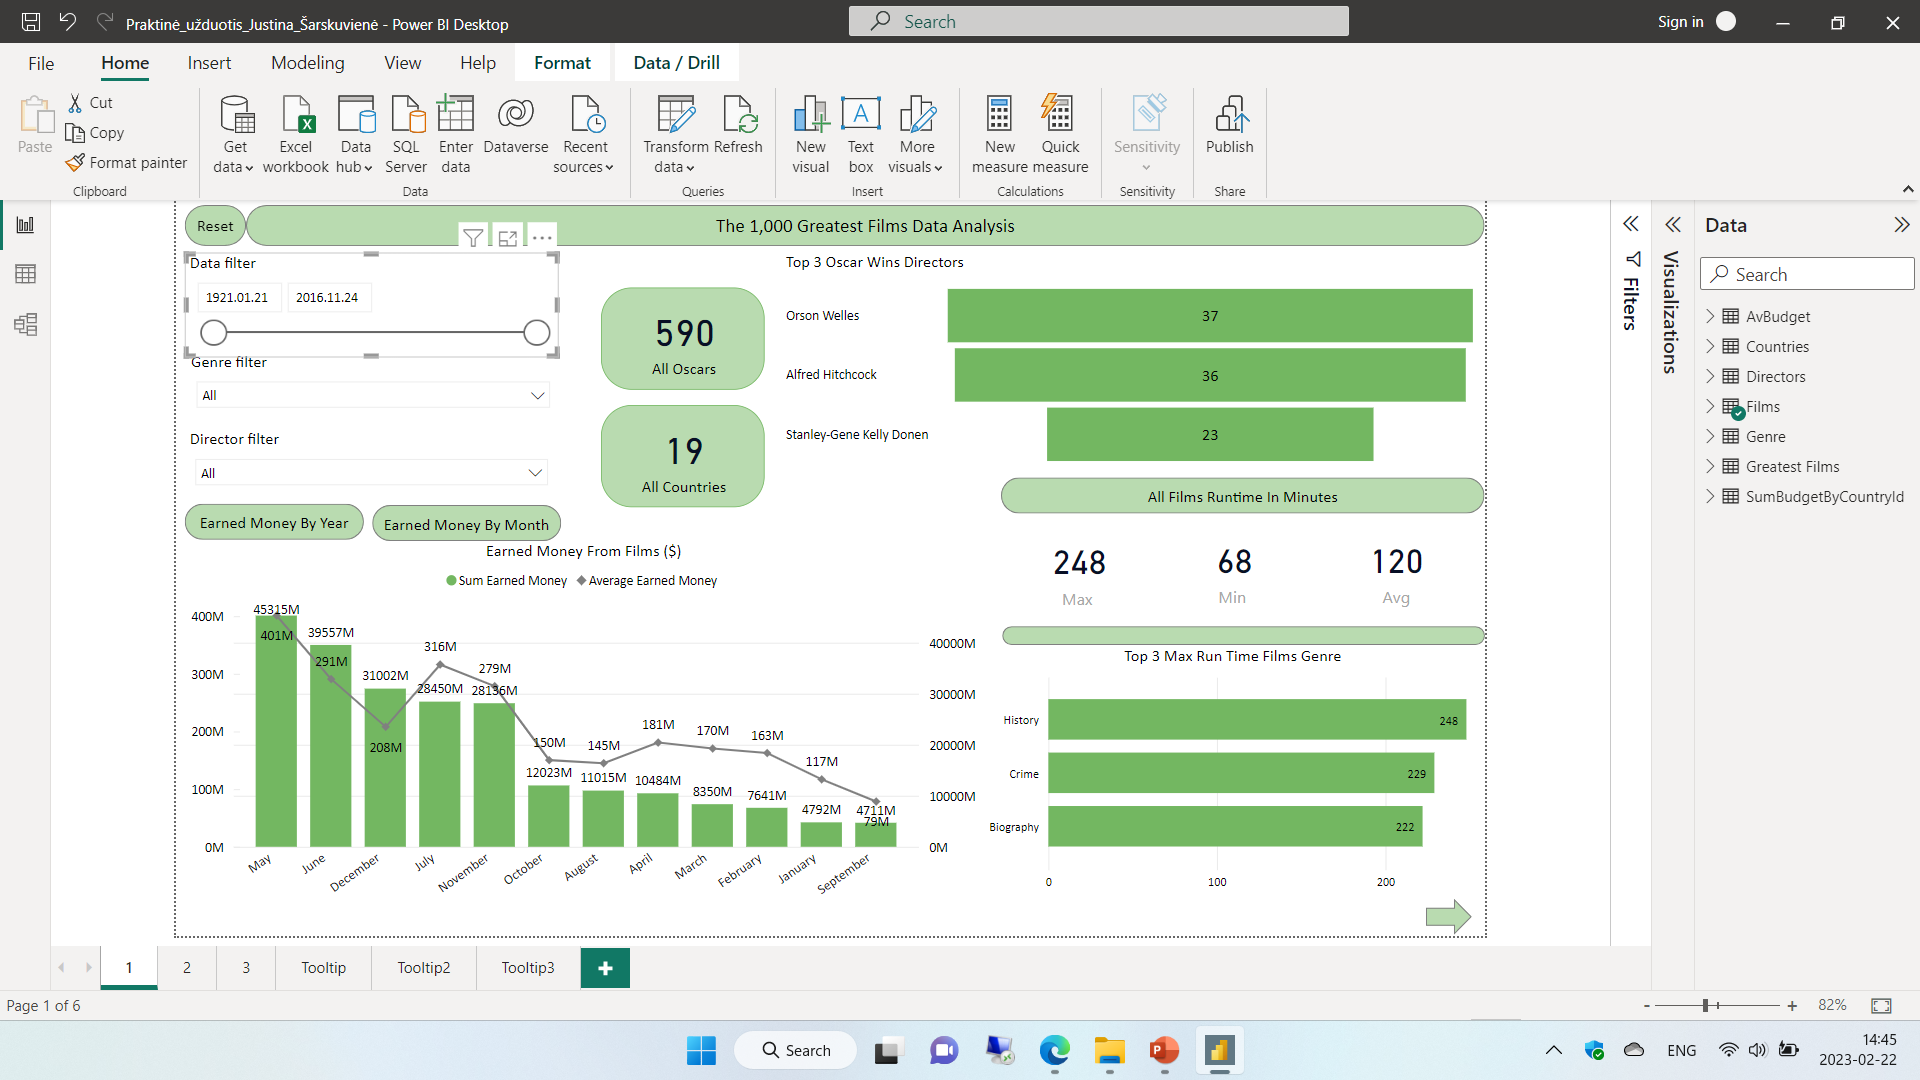 Praktinė_užduotis_Justina_Šarskuvienė - Power BI Desktop
Search
Sign in
File Home Insert Modeling View Help Format Data / Drill
Paste
Cut
Copy
Format painter
Clipboard
Get data
Excel workbook
Data hub
SQL Server
Enter data
Dataverse
Recent sources
Data
Transform data
Refresh
Queries
New visual
Text box
More visuals
Insert
New measure
Quick measure
Calculations
Sensitivity
Sensitivity
Publish
Share
Reset
The 1,000 Greatest Films Data Analysis
Data filter
1921.01.21 2016.11.24
Genre filter
All
Director filter
All
590
All Oscars
19
All Countries
Top 3 Oscar Wins Directors
Orson Welles 37
Alfred Hitchcock 36
Stanley-Gene Kelly Donen 23
Earned Money By Year
Earned Money By Month
Earned Money From Films ($)
Sum Earned Money Average Earned Money
400M
300M
200M
100M
0M
45315M
401M
39557M
291M
31002M
208M
316M
28450M
279M
28136M
150M
12023M
145M
11015M
181M
10484M
170M
8350M
163M
7641M
117M
4792M
4711M
79M
40000M
30000M
20000M
10000M
0M
May June December July November October August April March February January September
All Films Runtime In Minutes
248 68 120
Max Min Avg
Top 3 Max Run Time Films Genre
History 248
Crime 229
Biography 222
0 100 200
Filters
Visualizations
Data
Search
AvBudget
Countries
Directors
Films
Genre
Greatest Films
SumBudgetByCountryId
1 2 3 Tooltip Tooltip2 Tooltip3 +
Page 1 of 6
- + 82%
Search
ENG
14:45
2023-02-22